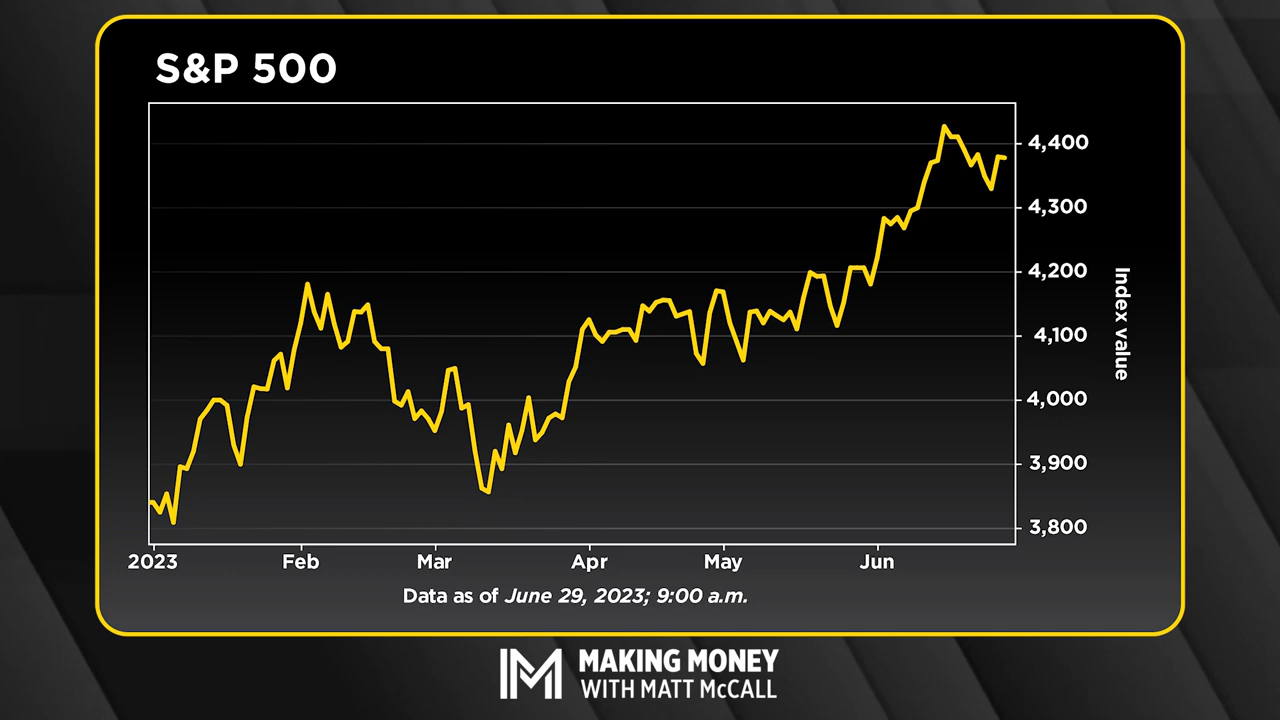 S&P 500
4,400
4,300
4,200
4,100
4,000
3,900
3,800
Index value
2023 Feb Mar Apr May Jun
Data as of June 29, 2023; 9:00 a.m.
MAKING MONEY
WITH MATT McCALL